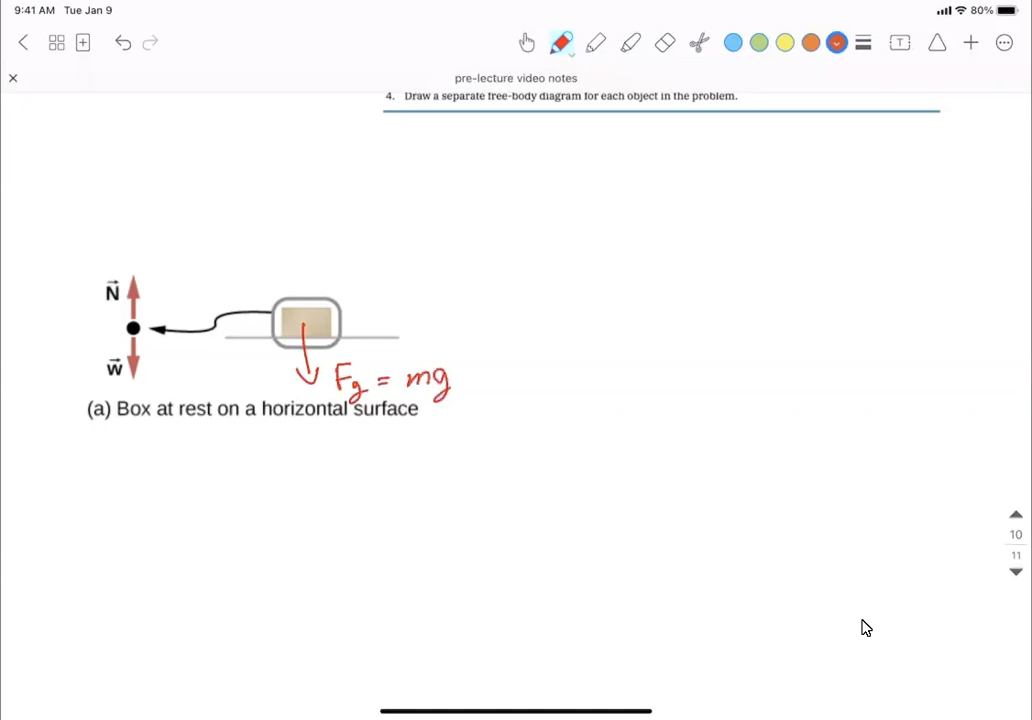 9:41 AM Tue Jan 9
80%
T
pre-lecture video notes
4. Draw a separate free-body diagram for each object in the problem.
N
w
Fg = mg
(a) Box at rest on a horizontal surface
10
11